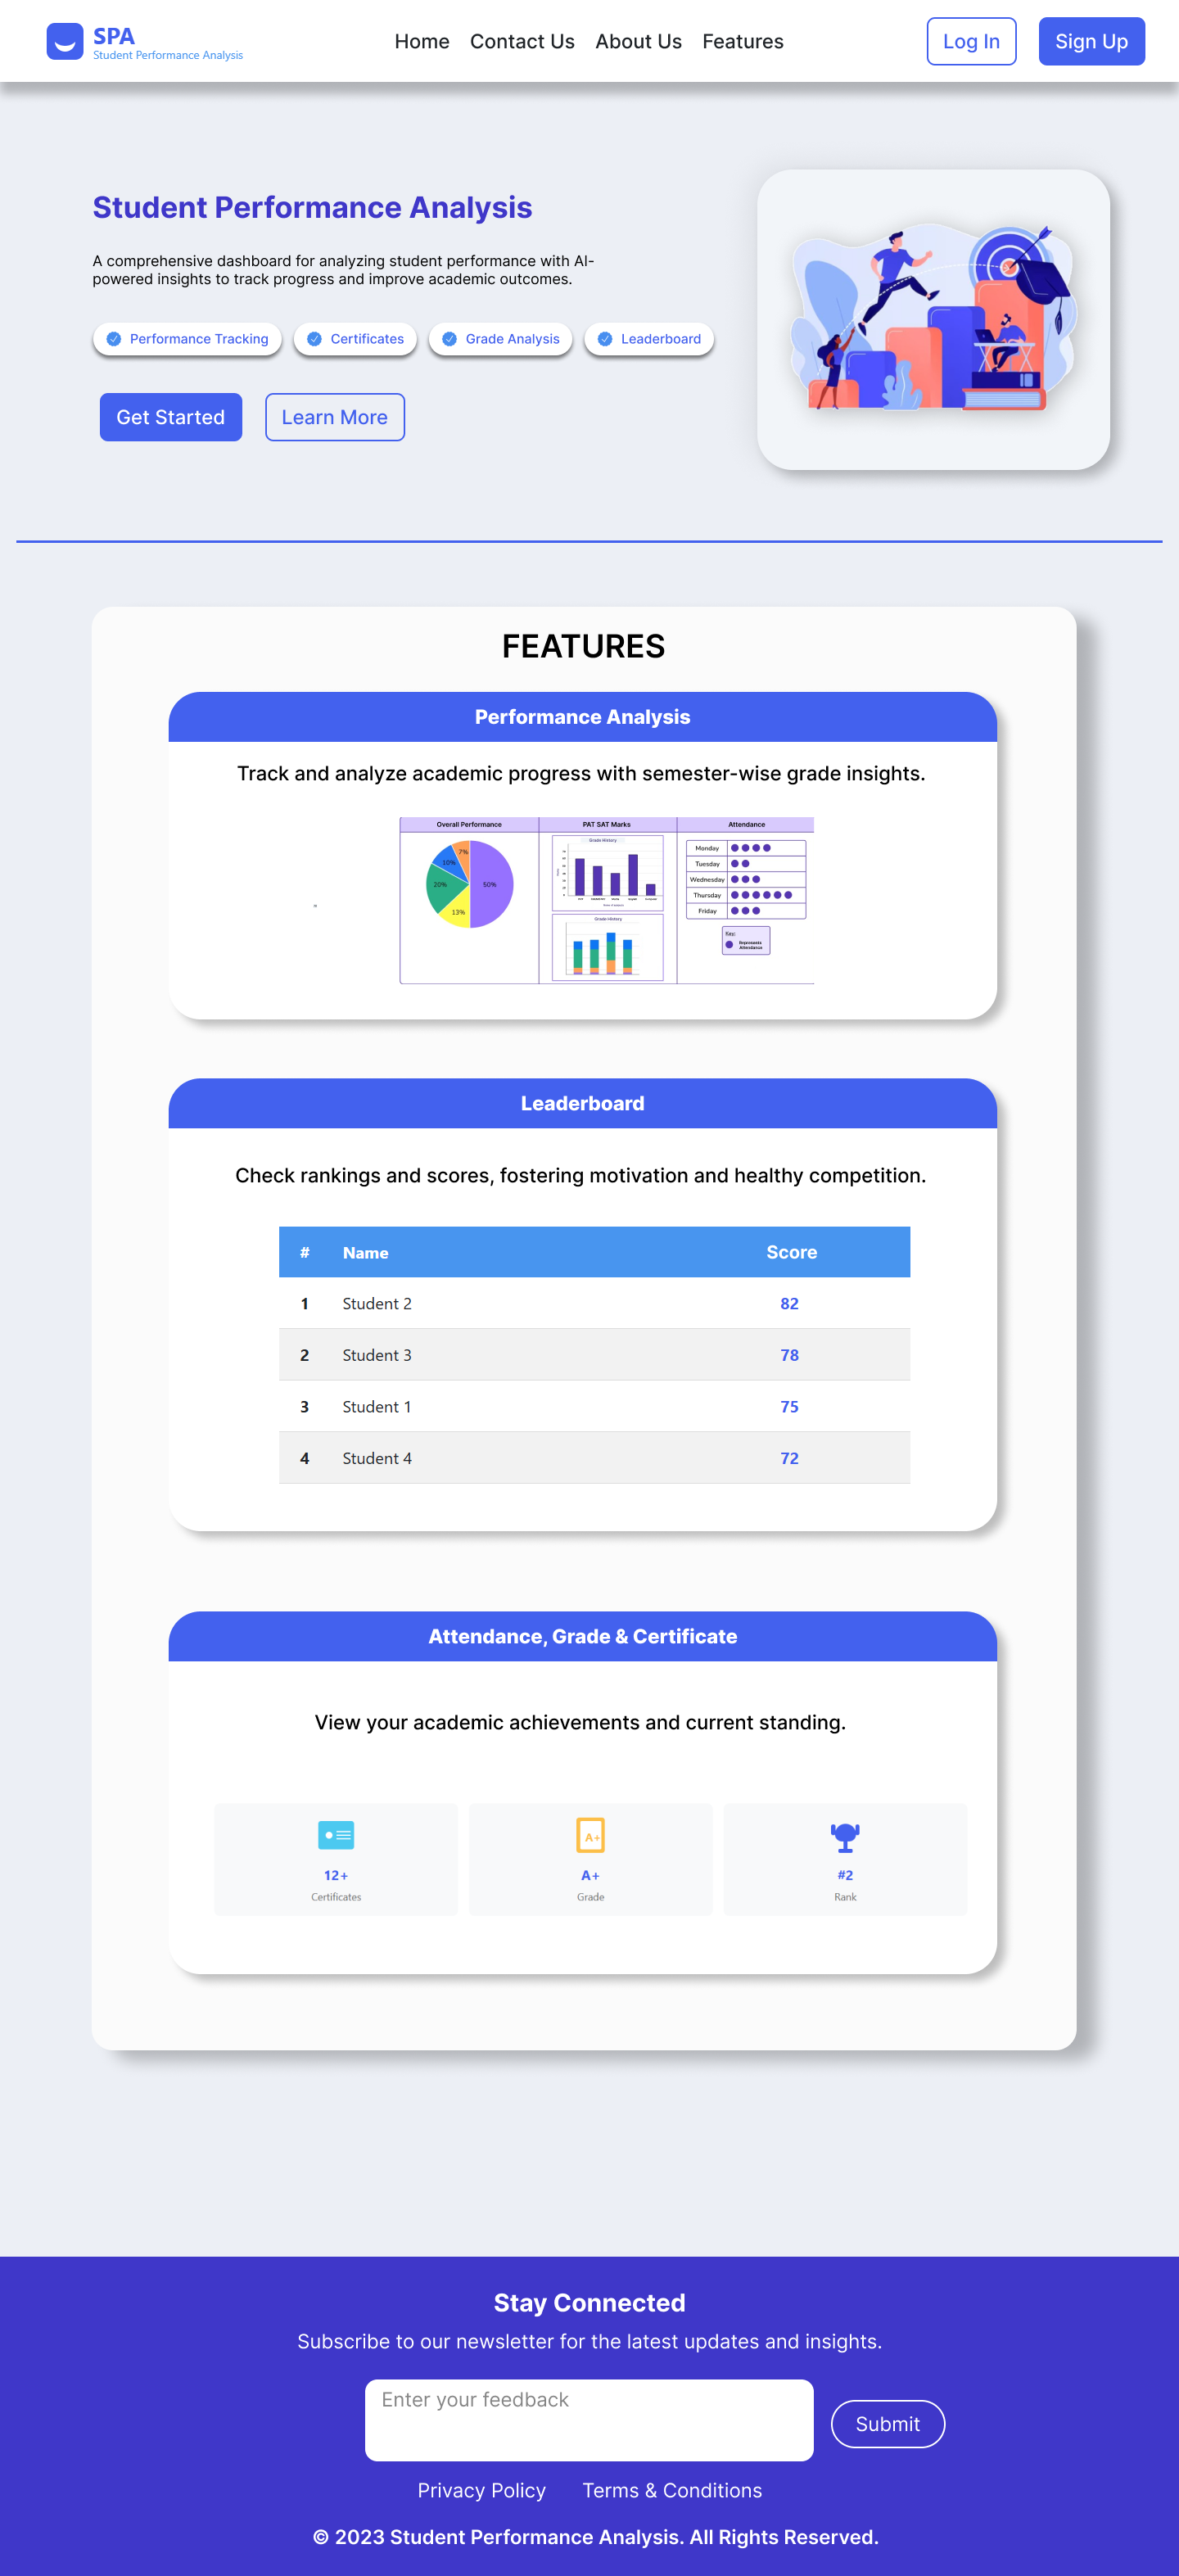 SPA
Student Performance Analysis
Home Contact Us About Us Features
Log In
Sign Up
Student Performance Analysis
A comprehensive dashboard for analyzing student performance with AI-
powered insights to track progress and improve academic outcomes.
Performance Tracking
Certificates
Grade Analysis
Leaderboard
Get Started
Learn More
FEATURES
Performance Analysis
Track and analyze academic progress with semester-wise grade insights.
Overall Performance
PAT SAT Marks
Attendance
7%
10%
20%
50%
13%
Grade History
Grade History
Monday
Tuesday
Wednesday
Thursday
Friday
Represents
Attendance
Leaderboard
Check rankings and scores, fostering motivation and healthy competition.
# Name Score
1 Student 2 82
2 Student 3 78
3 Student 1 75
4 Student 4 72
Attendance, Grade & Certificate
View your academic achievements and current standing.
12+
Certificates
A+
A+
Grade
#2
Rank
Stay Connected
Subscribe to our newsletter for the latest updates and insights.
Enter your feedback
Submit
Privacy Policy Terms & Conditions
© 2023 Student Performance Analysis. All Rights Reserved.